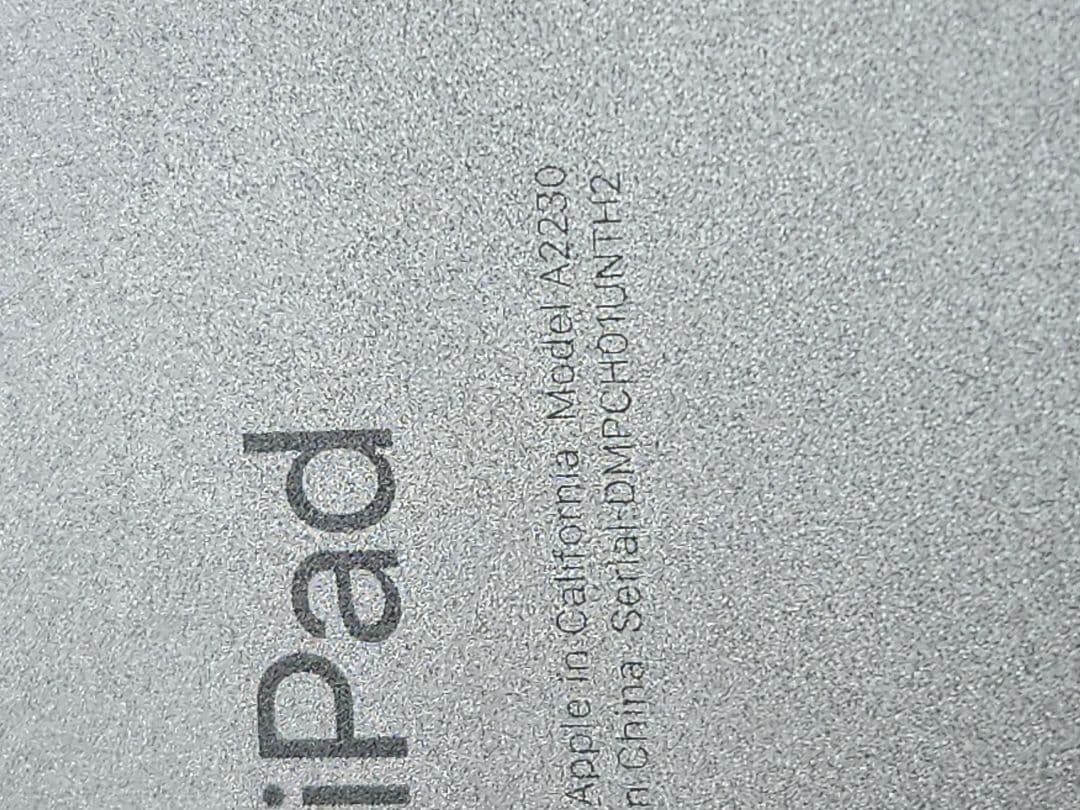 iPad
Apple in California Model A2230
n China Serial:DMPCH01UNTH2